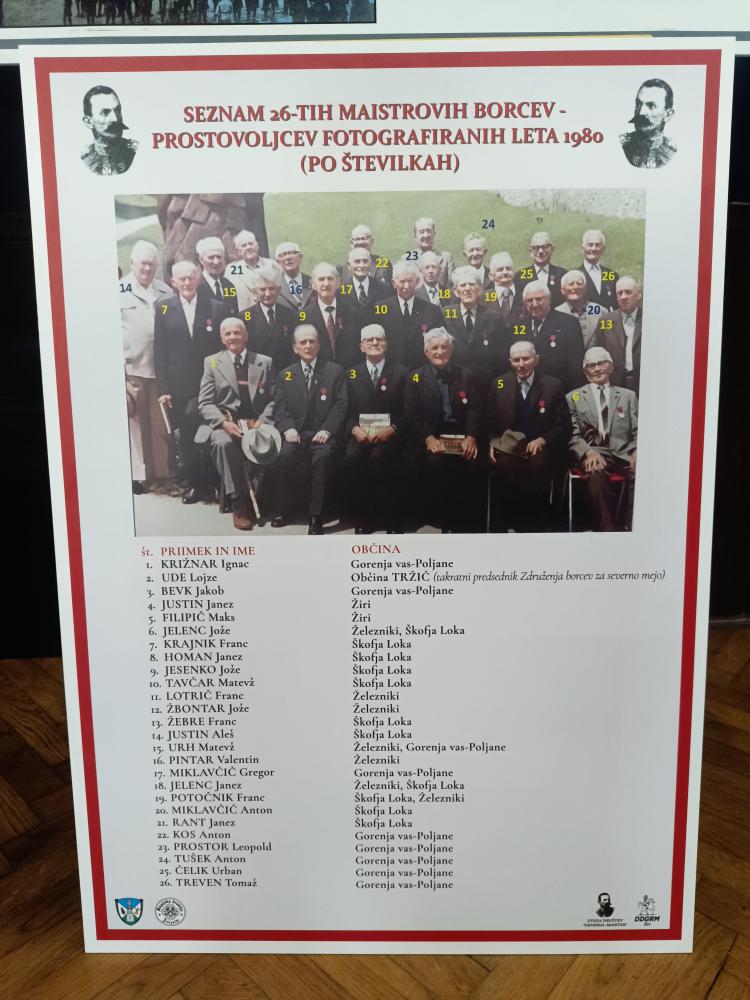 SEZNAM 26-TIH MAISTROVIH BORCEV -
PROSTOVOLJCEV FOTOGRAFIRANIH LETA 1980
(PO ŠTEVILKAH)
24
23
22
25
26
21
14
15
16
17
18
19
20
7
8
9
10
11
12
13
1
2
3
4
5
6
št. PRIIMEK IN IME OBČINA
1. KRIŽNAR Ignac Gorenja vas-Poljane
2. UDE Lojze Občina TRŽIČ (takratni predsednik Združenja borcev za severno mejo)
3. BEVK Jakob Gorenja vas-Poljane
4. JUSTIN Janez Žiri
5. FILIPIČ Maks Žiri
6. JELENC Jože Železniki, Škofja Loka
7. KRAJNIK Franc Škofja Loka
8. HOMAN Janez Škofja Loka
9. JESENKO Jože Škofja Loka
10. TAVČAR Matevž Škofja Loka
11. LOTRIČ Franc Železniki
12. ŽBONTAR Jože Železniki
13. ŽEBRE Franc Škofja Loka
14. JUSTIN Aleš Škofja Loka
15. URH Matevž Železniki, Gorenja vas-Poljane
16. PINTAR Valentin Železniki
17. MIKLAVČIČ Gregor Gorenja vas-Poljane
18. JELENC Janez Železniki, Škofja Loka
19. POTOČNIK Franc Škofja Loka, Železniki
20. MIKLAVČIČ Anton Škofja Loka
21. RANT Janez Škofja Loka
22. KOS Anton Gorenja vas-Poljane
23. PROSTOR Leopold Gorenja vas-Poljane
24. TUŠEK Anton Gorenja vas-Poljane
25. ČELIK Urban Gorenja vas-Poljane
26. TREVEN Tomaž Gorenja vas-Poljane
ZVEZA DRUŠTEV
"GENERAL MAISTER"
DDGRM